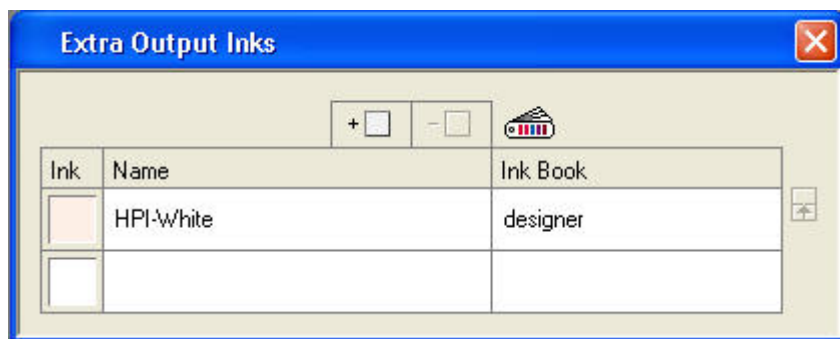 Extra Output Inks
+ -
Ink Name Ink Book
HPI-White designer